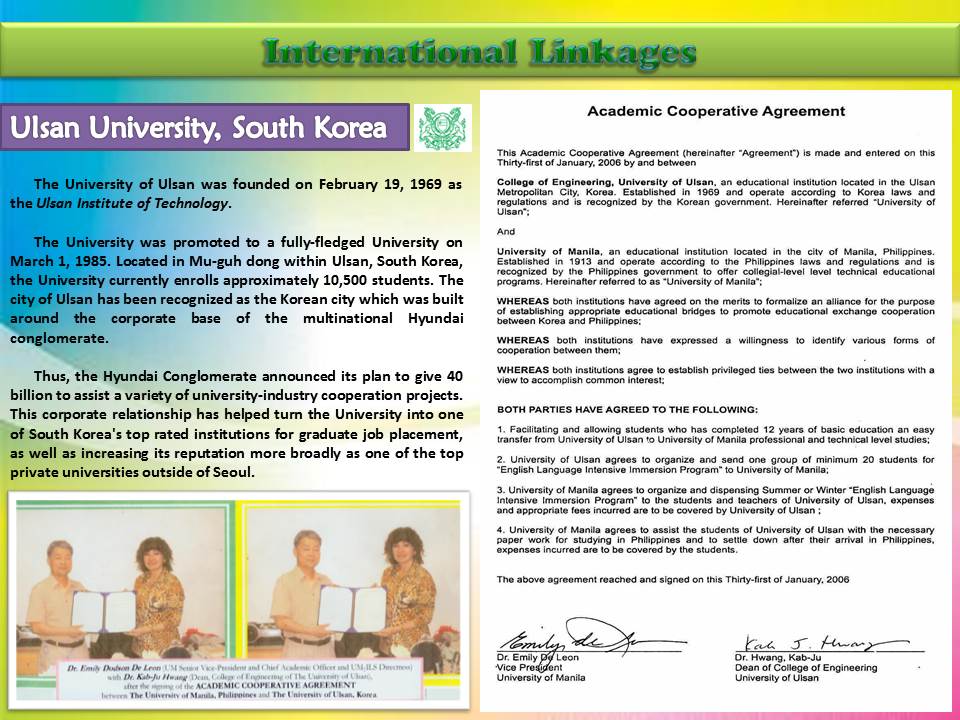 International Linkages
Ulsan University, South Korea
The University of Ulsan was founded on February 19, 1969 as
the Ulsan Institute of Technology.
The University was promoted to a fully-fledged University on
March 1, 1985. Located in Mu-guh dong within Ulsan, South Korea,
the University currently enrolls approximately 10,500 students. The
city of Ulsan has been recognized as the Korean city which was built
around the corporate base of the multinational Hyundai
conglomerate.
Thus, the Hyundai Conglomerate announced its plan to give 40
billion to assist a variety of university-industry cooperation projects.
This corporate relationship has helped turn the University into one
of South Korea's top rated institutions for graduate job placement,
as well as increasing its reputation more broadly as one of the top
private universities outside of Seoul.
Dr. Emily Dodson De Leon (UM Senior Vice-President and Chief Academic Officer and UM-ILS Directress)
with Dr. Kab-Ju Hwang (Dean, College of Engineering of The University of Ulsan),
after the signing of the ACADEMIC COOPERATIVE AGREEMENT
between The University of Manila, Philippines and The University of Ulsan, Korea
Academic Cooperative Agreement
This Academic Cooperative Agreement (hereinafter “Agreement”) is made and entered on this
Thirty-first of January, 2006 by and between
College of Engineering, University of Ulsan, an educational institution located in the Ulsan
Metropolitan City, Korea. Established in 1969 and operate according to Korea laws and
regulations and is recognized by the Korean government. Hereinafter referred “University of
Ulsan”;
And
University of Manila, an educational institution located in the city of Manila, Philippines.
Established in 1913 and operate according to the Philippines laws and regulations and is
recognized by the Philippines government to offer collegial-level level technical educational
programs. Hereinafter referred to as “University of Manila”;
WHEREAS both institutions have agreed on the merits to formalize an alliance for the purpose
of establishing appropriate educational bridges to promote educational exchange cooperation
between Korea and Philippines;
WHEREAS both institutions have expressed a willingness to identify various forms of
cooperation between them;
WHEREAS both institutions agree to establish privileged ties between the two institutions with a
view to accomplish common interest;
BOTH PARTIES HAVE AGREED TO THE FOLLOWING:
1. Facilitating and allowing students who has completed 12 years of basic education an easy
transfer from University of Ulsan to University of Manila professional and technical level studies;
2. University of Ulsan agrees to organize and send one group of minimum 20 students for
“English Language Intensive Immersion Program” to University of Manila;
3. University of Manila agrees to organize and dispensing Summer or Winter “English Language
Intensive Immersion Program” to the students and teachers of University of Ulsan, expenses
and appropriate fees incurred are to be covered by University of Ulsan ;
4. University of Manila agrees to assist the students of University of Ulsan with the necessary
paper work for studying in Philippines and to settle down after their arrival in Philippines,
expenses incurred are to be covered by the students.
The above agreement reached and signed on this Thirty-first of January, 2006
Kab J. Hwang
Dr. Emily De Leon
Vice President
University of Manila
Dr. Hwang, Kab-Ju
Dean of College of Engineering
University of Ulsan